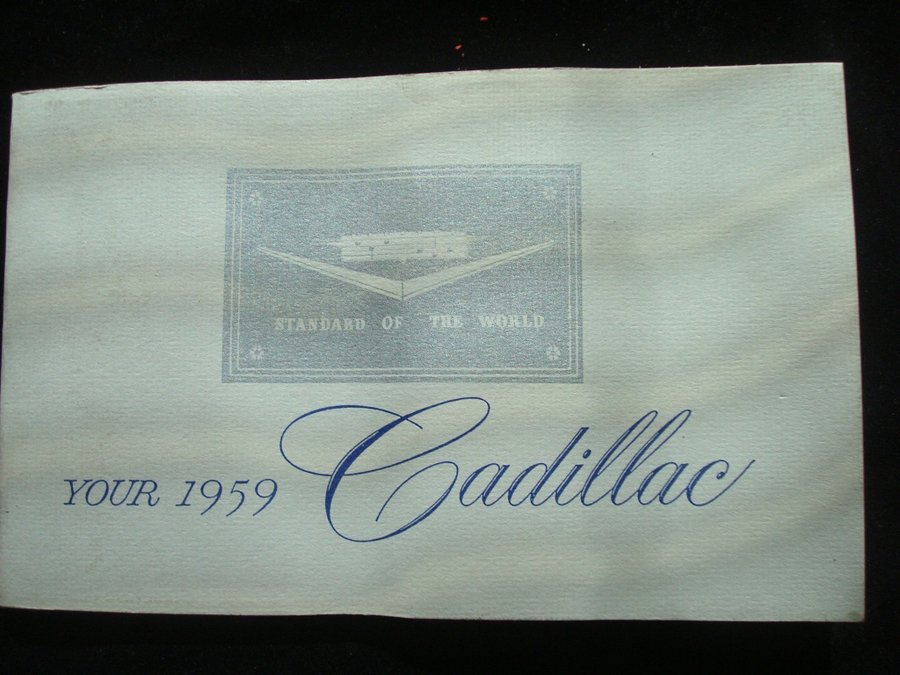 STANDARD OF THE WORLD
YOUR 1959 Cadillac